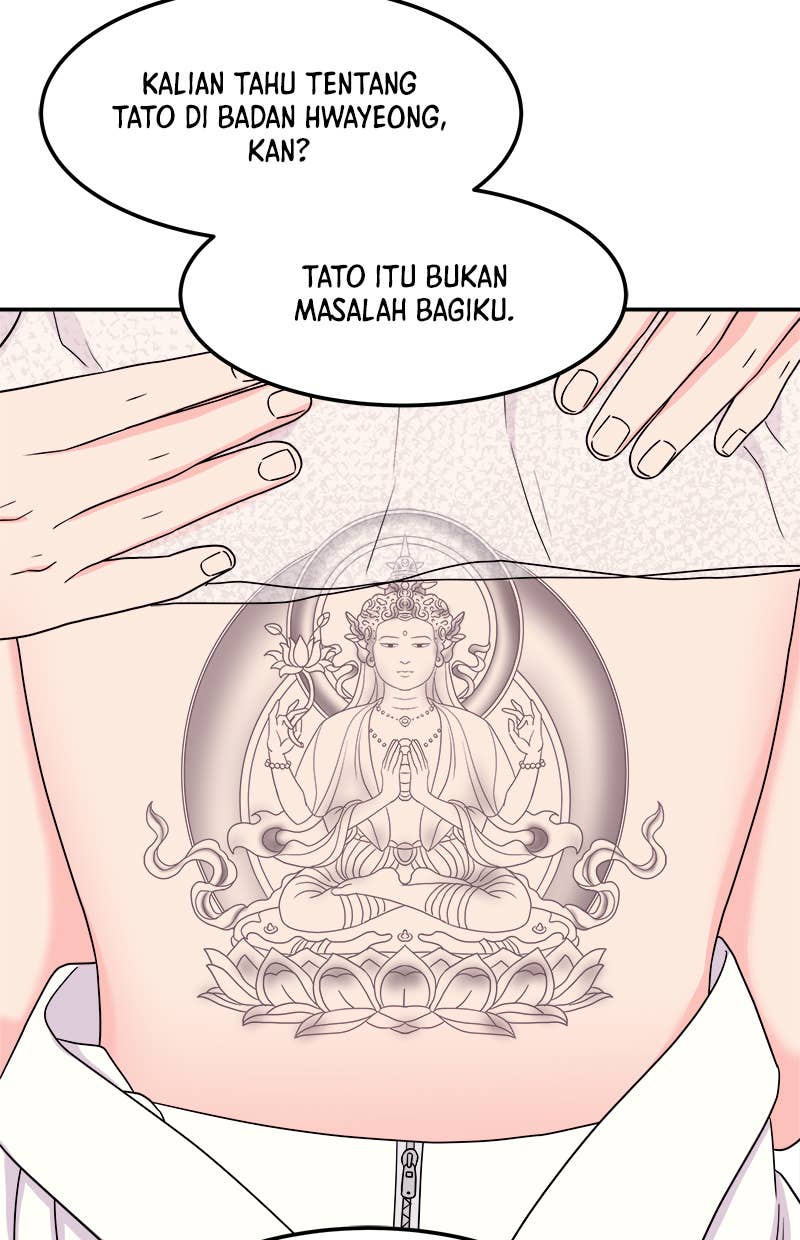 KALIAN TAHU TENTANG
TATO DI BADAN HWAYEONG,
KAN?
TATO ITU BUKAN
MASALAH BAGIKU.